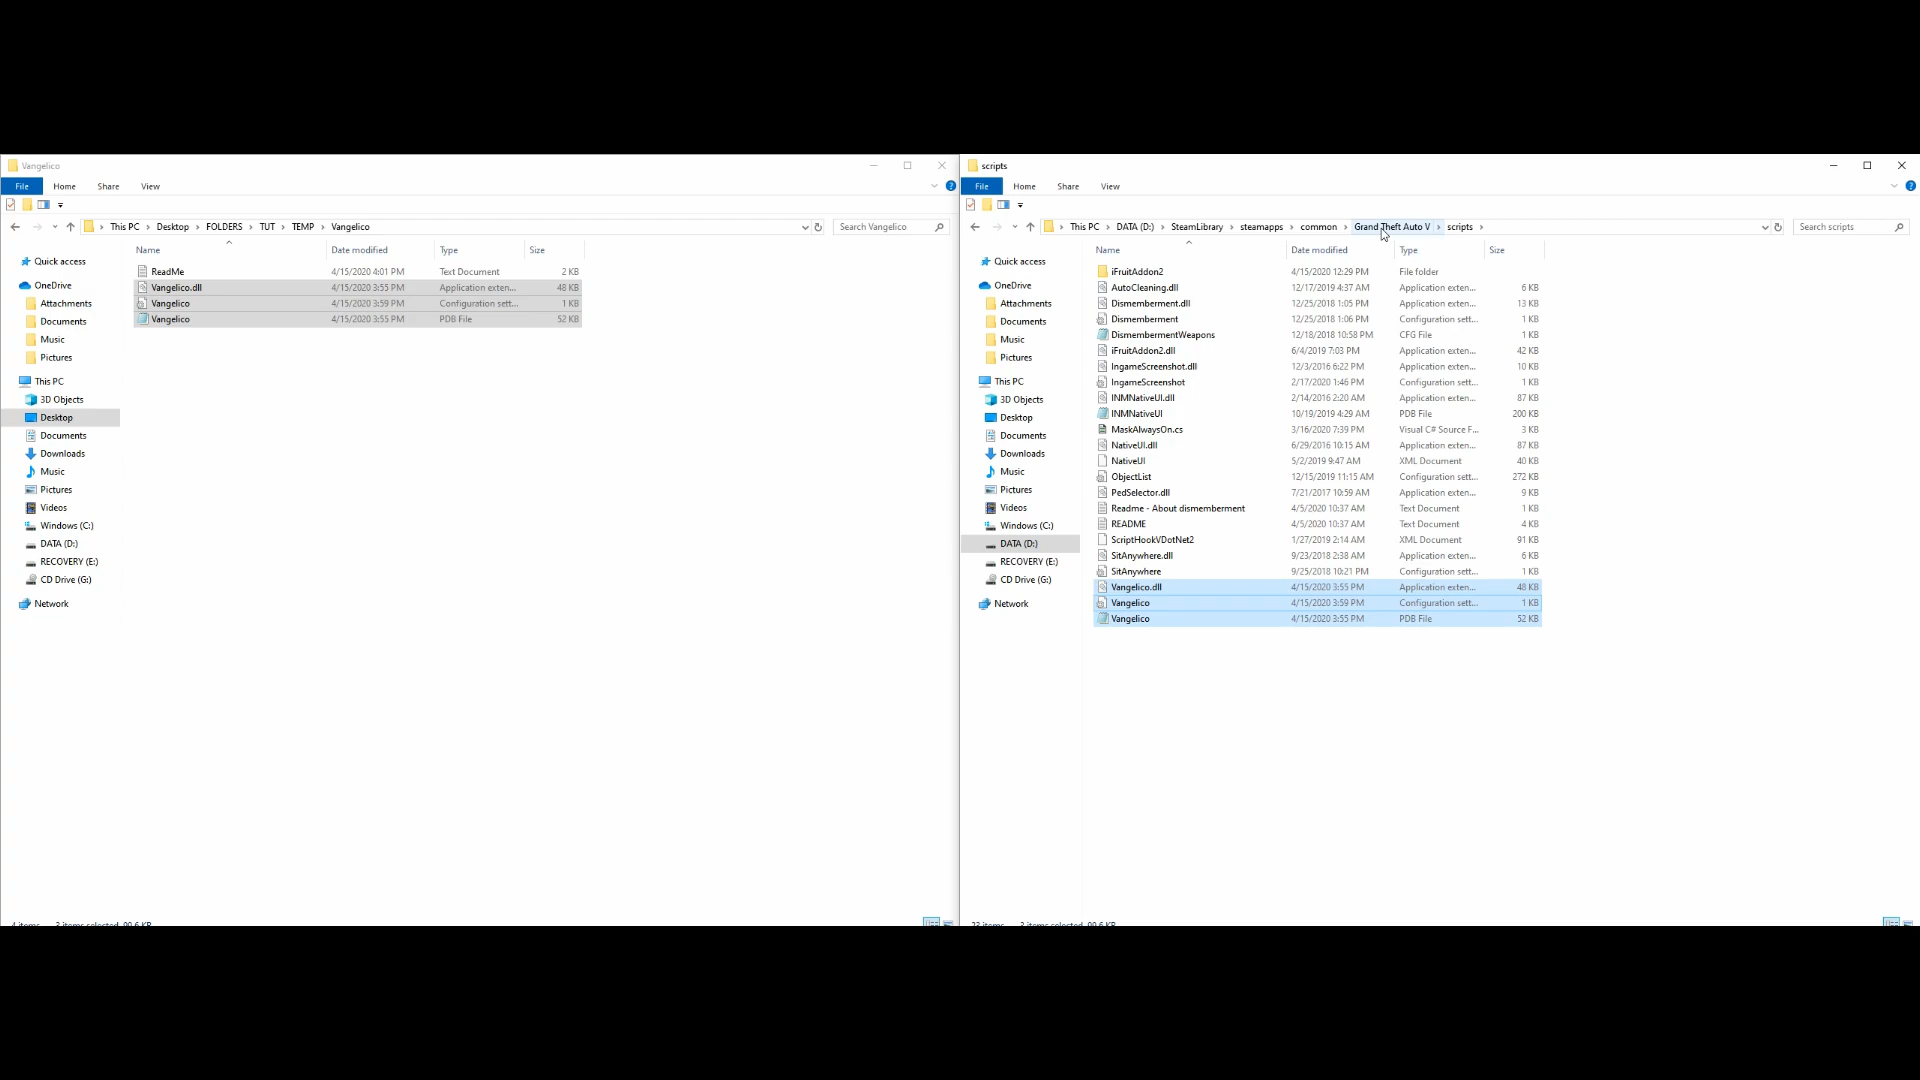 Vangelico
File Home Share View
This PC Desktop FOLDERS TUT TEMP Vangelico Search Vangelico
Name Date modified Type Size
Quick access
OneDrive
Attachments
Documents
Music
Pictures
This PC
3D Objects
Desktop
Documents
Downloads
Music
Pictures
Videos
Windows (C:)
DATA (D:)
RECOVERY (E:)
CD Drive (G:)
Network
ReadMe 4/15/2020 4:01 PM Text Document 2 KB
Vangelico.dll 4/15/2020 3:55 PM Application exten... 48 KB
Vangelico 4/15/2020 3:59 PM Configuration sett... 1 KB
Vangelico 4/15/2020 3:55 PM PDB File 52 KB
4 items 3 items selected 99.6 KB
scripts
File Home Share View
This PC DATA (D:) SteamLibrary steamapps common Grand Theft Auto V scripts Search scripts
Name Date modified Type Size
Quick access
OneDrive
Attachments
Documents
Music
Pictures
This PC
3D Objects
Desktop
Documents
Downloads
Music
Pictures
Videos
Windows (C:)
DATA (D:)
RECOVERY (E:)
CD Drive (G:)
Network
iFruitAddon2 4/15/2020 12:29 PM File folder
AutoCleaning.dll 12/17/2019 4:37 AM Application exten... 6 KB
Dismemberment.dll 12/25/2018 1:05 PM Application exten... 13 KB
Dismemberment 12/25/2018 1:06 PM Configuration sett... 1 KB
DismembermentWeapons 12/18/2018 10:58 PM CFG File 1 KB
iFruitAddon2.dll 6/4/2019 7:03 PM Application exten... 42 KB
IngameScreenshot.dll 12/3/2016 6:22 PM Application exten... 10 KB
IngameScreenshot 2/17/2020 1:46 PM Configuration sett... 1 KB
INMNativeUI.dll 2/14/2016 2:20 AM Application exten... 87 KB
INMNativeUI 10/19/2019 4:29 AM PDB File 200 KB
MaskAlwaysOn.cs 3/16/2020 7:39 PM Visual C# Source F... 3 KB
NativeUI.dll 6/29/2016 10:15 AM Application exten... 87 KB
NativeUI 5/2/2019 9:47 AM XML Document 40 KB
ObjectList 12/15/2019 11:15 AM Configuration sett... 272 KB
PedSelector.dll 7/21/2017 10:59 AM Application exten... 9 KB
Readme - About dismemberment 4/5/2020 10:37 AM Text Document 1 KB
README 4/5/2020 10:37 AM Text Document 4 KB
ScriptHookVDotNet2 1/27/2019 2:14 AM XML Document 91 KB
SitAnywhere.dll 9/23/2018 2:38 AM Application exten... 6 KB
SitAnywhere 9/25/2018 10:21 PM Configuration sett... 1 KB
Vangelico.dll 4/15/2020 3:55 PM Application exten... 48 KB
Vangelico 4/15/2020 3:59 PM Configuration sett... 1 KB
Vangelico 4/15/2020 3:55 PM PDB File 52 KB
23 items 3 items selected 99.6 KB